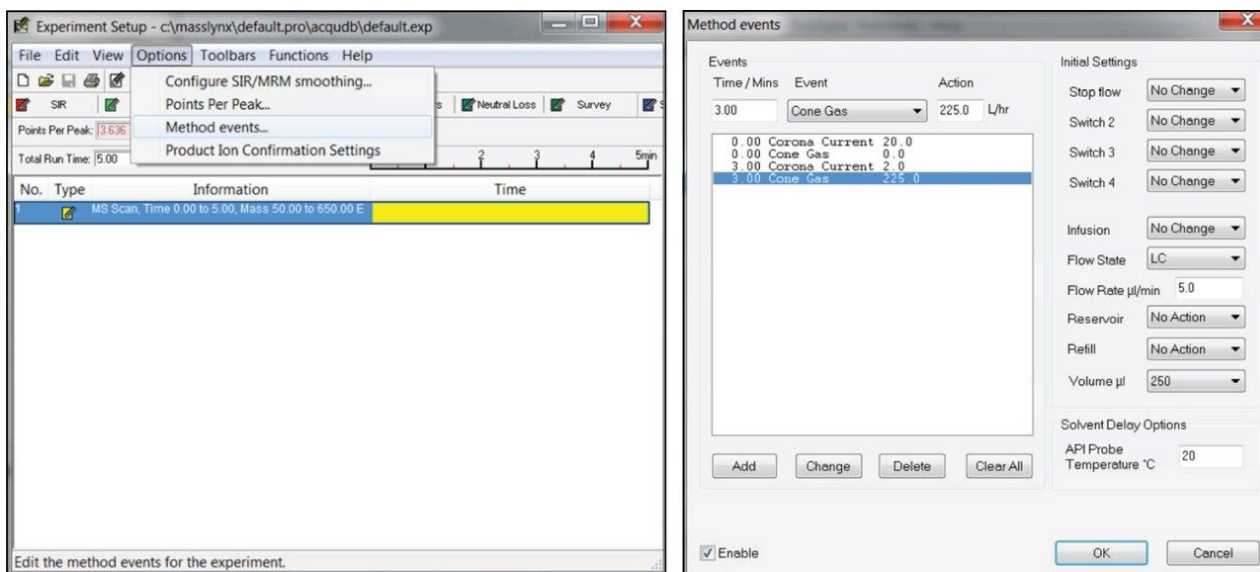 Experiment Setup - c:\masslynx\default.pro\acqudb\default.exp
File Edit View Options Toolbars Functions Help
Configure SIR/MRM smoothing...
Points Per Peak...
Method events...
Product Ion Confirmation Settings
SIR
Neutral Loss
Survey
Points Per Peak: 3.636
Total Run Time: 5.00
2 3 4 5min
No. Type Information Time
1 MS Scan, Time 0.00 to 5.00, Mass 50.00 to 650.00 E
Edit the method events for the experiment.
Method events
Events
Time / Mins Event Action
3.00 Cone Gas 225.0 L/hr
0.00 Corona Current 20.0
0.00 Cone Gas 0.0
3.00 Corona Current 2.0
3.00 Cone Gas 225.0
Add Change Delete Clear All
Enable
Initial Settings
Stop flow No Change
Switch 2 No Change
Switch 3 No Change
Switch 4 No Change
Infusion No Change
Flow State LC
Flow Rate µl/min 5.0
Reservoir No Action
Refill No Action
Volume µl 250
Solvent Delay Options
API Probe
Temperature °C 20
OK Cancel